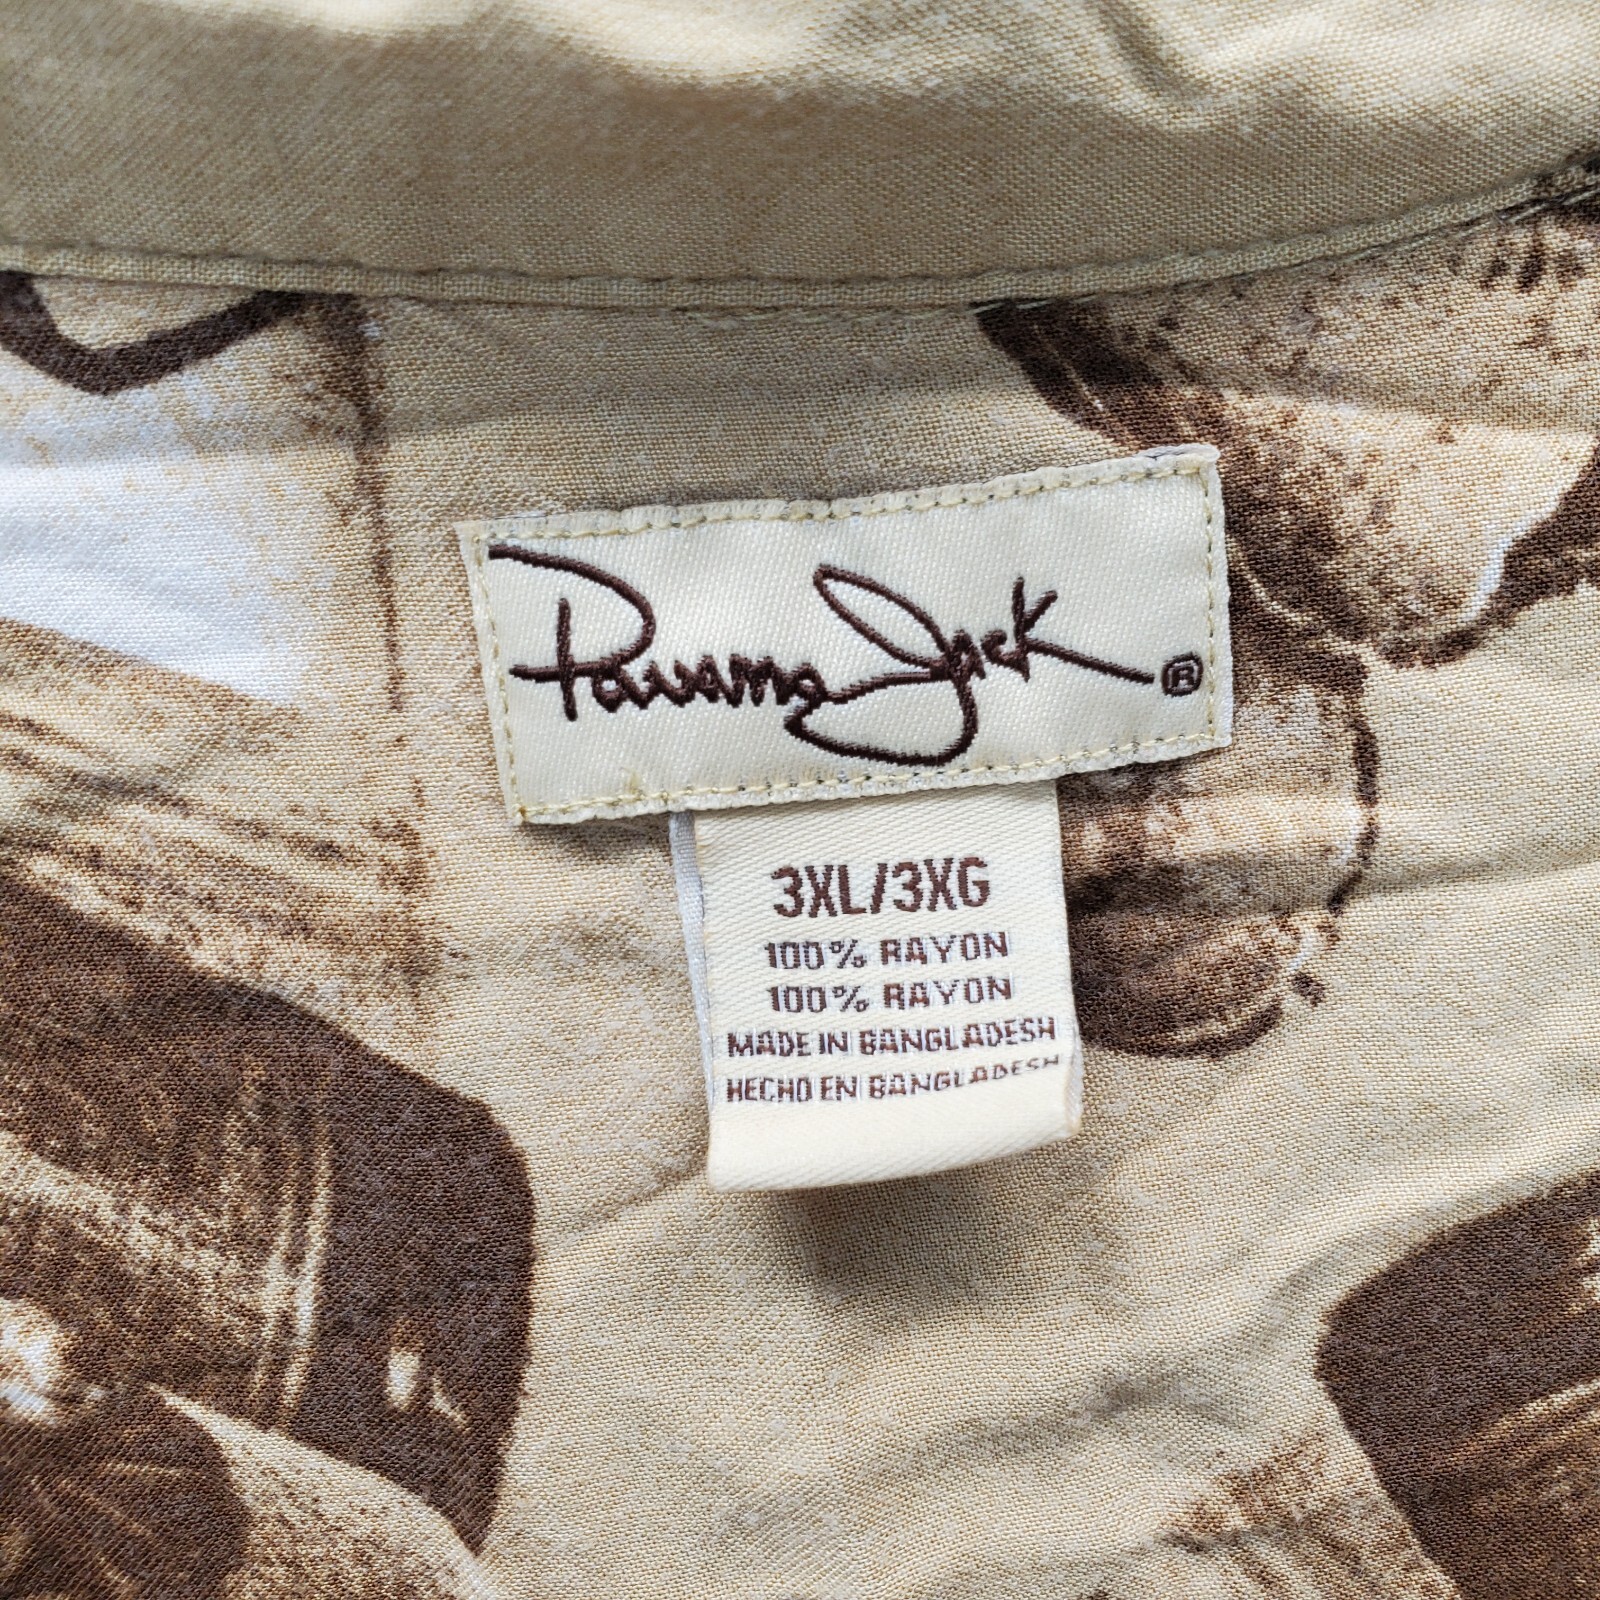 Panama Jack ®
3XL/3XG
100% RAYON
100% RAYON
MADE IN BANGLADESH
HECHO EN BANGLADESH